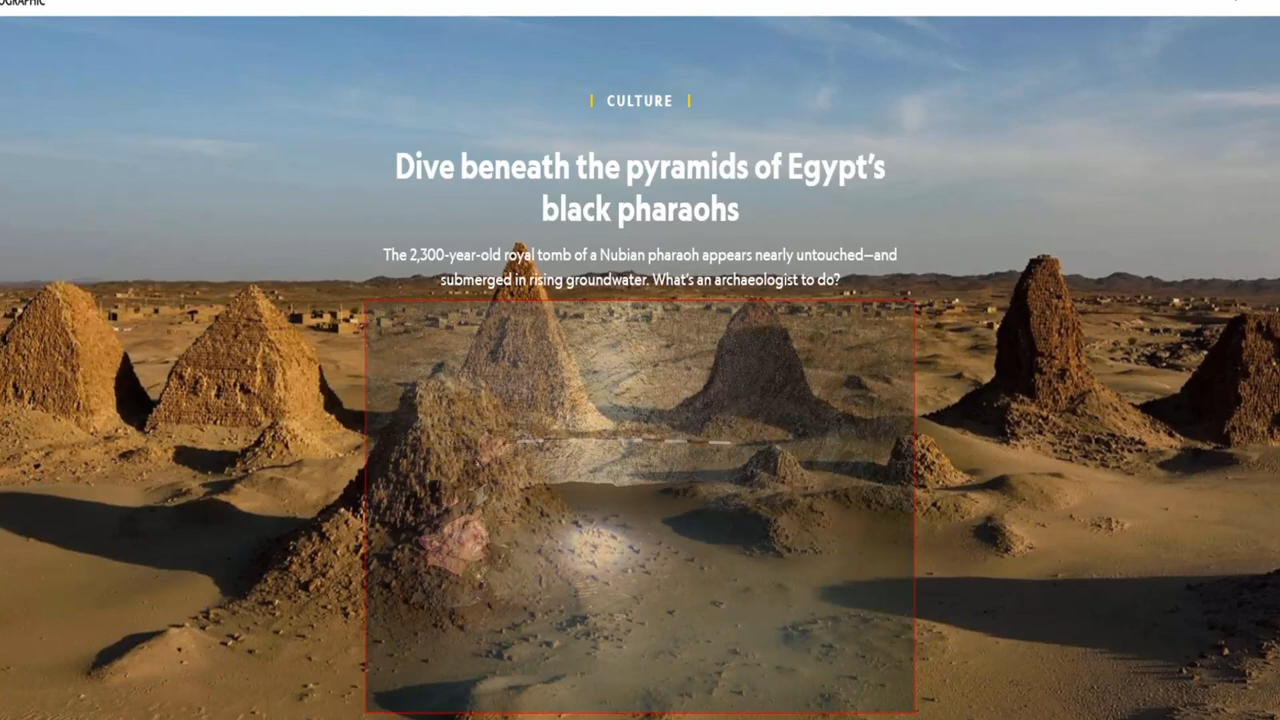 CULTURE
Dive beneath the pyramids of Egypt's
black pharaohs
The 2,300-year-old royal tomb of a Nubian pharaoh appears nearly untouched—and
submerged in rising groundwater. What's an archaeologist to do?